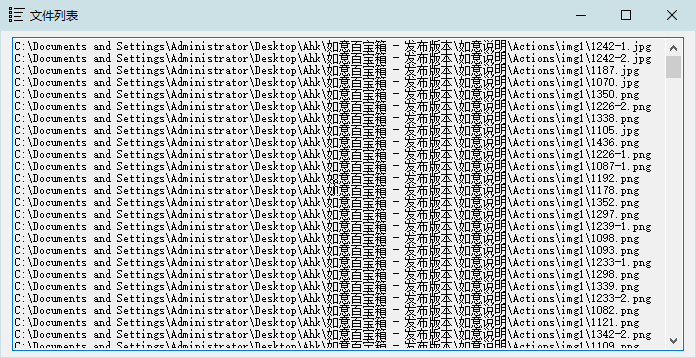 文件列表
C:\Documents and Settings\Administrator\Desktop\Ahk\如意百宝箱 - 发布版本\如意说明\Actions\img1\1242-1.jpg
C:\Documents and Settings\Administrator\Desktop\Ahk\如意百宝箱 - 发布版本\如意说明\Actions\img1\1242-2.jpg
C:\Documents and Settings\Administrator\Desktop\Ahk\如意百宝箱 - 发布版本\如意说明\Actions\img1\1187.jpg
C:\Documents and Settings\Administrator\Desktop\Ahk\如意百宝箱 - 发布版本\如意说明\Actions\img1\1070.jpg
C:\Documents and Settings\Administrator\Desktop\Ahk\如意百宝箱 - 发布版本\如意说明\Actions\img1\1350.png
C:\Documents and Settings\Administrator\Desktop\Ahk\如意百宝箱 - 发布版本\如意说明\Actions\img1\1226-2.png
C:\Documents and Settings\Administrator\Desktop\Ahk\如意百宝箱 - 发布版本\如意说明\Actions\img1\1338.png
C:\Documents and Settings\Administrator\Desktop\Ahk\如意百宝箱 - 发布版本\如意说明\Actions\img1\1105.jpg
C:\Documents and Settings\Administrator\Desktop\Ahk\如意百宝箱 - 发布版本\如意说明\Actions\img1\1436.png
C:\Documents and Settings\Administrator\Desktop\Ahk\如意百宝箱 - 发布版本\如意说明\Actions\img1\1226-1.png
C:\Documents and Settings\Administrator\Desktop\Ahk\如意百宝箱 - 发布版本\如意说明\Actions\img1\1087-1.png
C:\Documents and Settings\Administrator\Desktop\Ahk\如意百宝箱 - 发布版本\如意说明\Actions\img1\1192.png
C:\Documents and Settings\Administrator\Desktop\Ahk\如意百宝箱 - 发布版本\如意说明\Actions\img1\1178.png
C:\Documents and Settings\Administrator\Desktop\Ahk\如意百宝箱 - 发布版本\如意说明\Actions\img1\1352.png
C:\Documents and Settings\Administrator\Desktop\Ahk\如意百宝箱 - 发布版本\如意说明\Actions\img1\1297.png
C:\Documents and Settings\Administrator\Desktop\Ahk\如意百宝箱 - 发布版本\如意说明\Actions\img1\1239-1.png
C:\Documents and Settings\Administrator\Desktop\Ahk\如意百宝箱 - 发布版本\如意说明\Actions\img1\1098.png
C:\Documents and Settings\Administrator\Desktop\Ahk\如意百宝箱 - 发布版本\如意说明\Actions\img1\1093.png
C:\Documents and Settings\Administrator\Desktop\Ahk\如意百宝箱 - 发布版本\如意说明\Actions\img1\1233-1.png
C:\Documents and Settings\Administrator\Desktop\Ahk\如意百宝箱 - 发布版本\如意说明\Actions\img1\1298.png
C:\Documents and Settings\Administrator\Desktop\Ahk\如意百宝箱 - 发布版本\如意说明\Actions\img1\1339.png
C:\Documents and Settings\Administrator\Desktop\Ahk\如意百宝箱 - 发布版本\如意说明\Actions\img1\1233-2.png
C:\Documents and Settings\Administrator\Desktop\Ahk\如意百宝箱 - 发布版本\如意说明\Actions\img1\1082.png
C:\Documents and Settings\Administrator\Desktop\Ahk\如意百宝箱 - 发布版本\如意说明\Actions\img1\1121.png
C:\Documents and Settings\Administrator\Desktop\Ahk\如意百宝箱 - 发布版本\如意说明\Actions\img1\1342-2.png
C:\Documents and Settings\Administrator\Desktop\Ahk\如意百宝箱 - 发布版本\如意说明\Actions\img1\1109.png